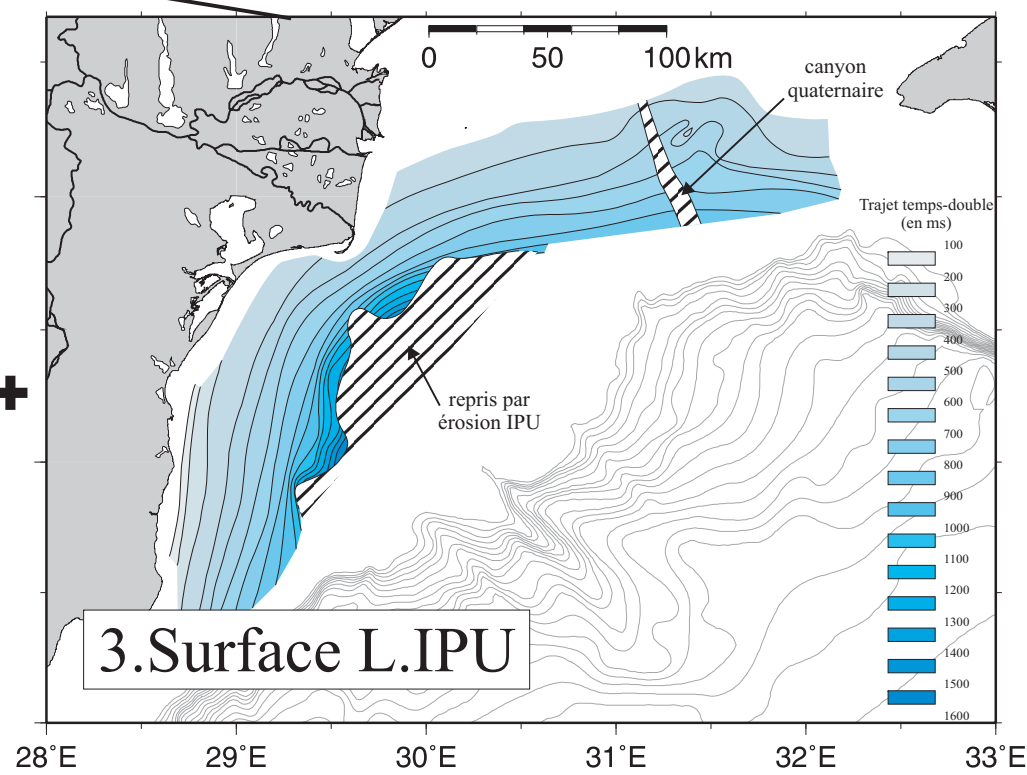 0 50 100 km
canyon
quaternaire
Trajet temps-double
(en ms)
100
200
300
400
500
600
700
800
900
1000
1100
1200
1300
1400
1500
1600
repris par
érosion IPU
3.Surface L.IPU
28˚E 29˚E 30˚E 31˚E 32˚E 33˚E